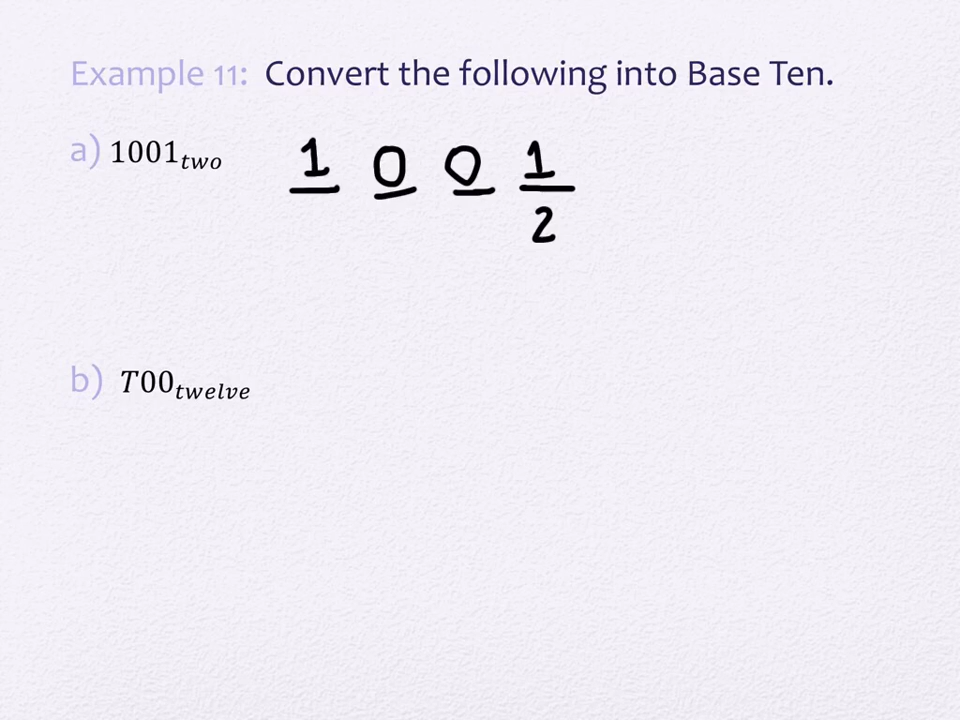 Example 11: Convert the following into Base Ten.
a) 1001two 1 0 0 1
2
b) T00twelve